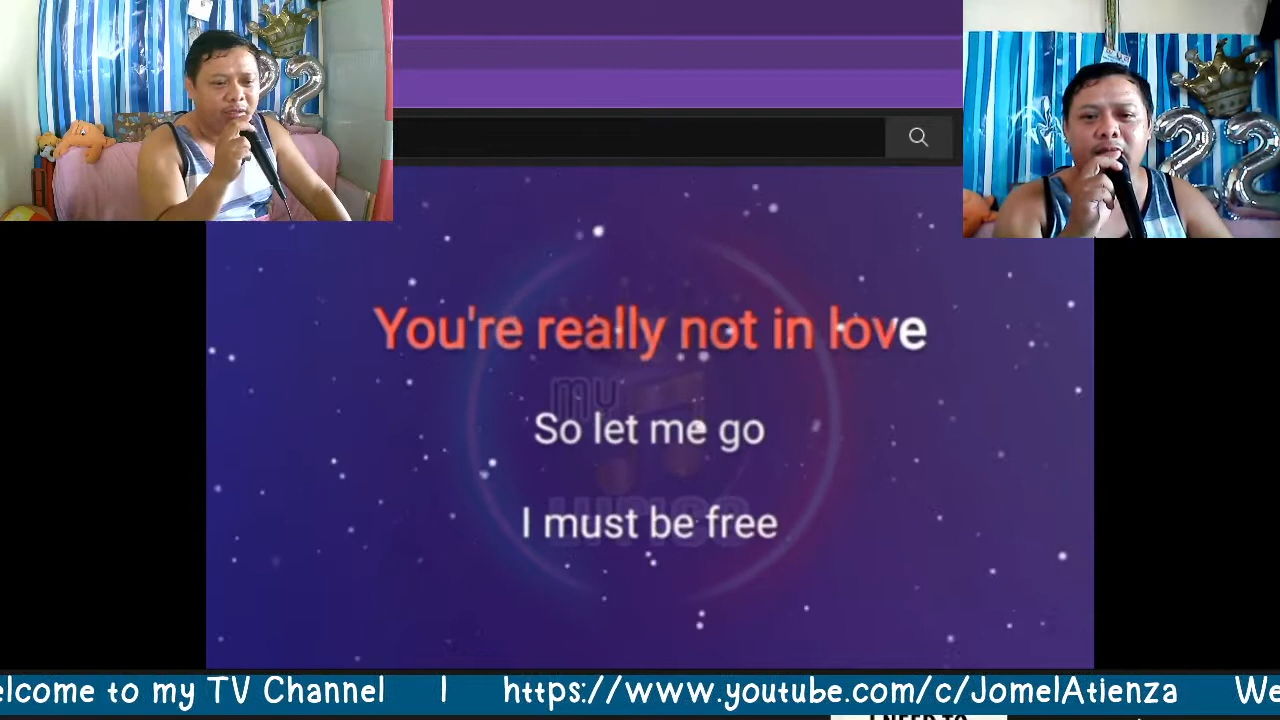 You're really not in love
So let me go
I must be free
MY
elcome to my TV Channel | https://www.youtube.com/c/JomelAtienza We